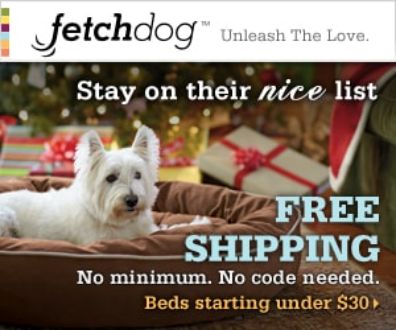 fetchdog™ Unleash The Love.
Stay on their nice list
FREE
SHIPPING
No minimum. No code needed.
Beds starting under $30